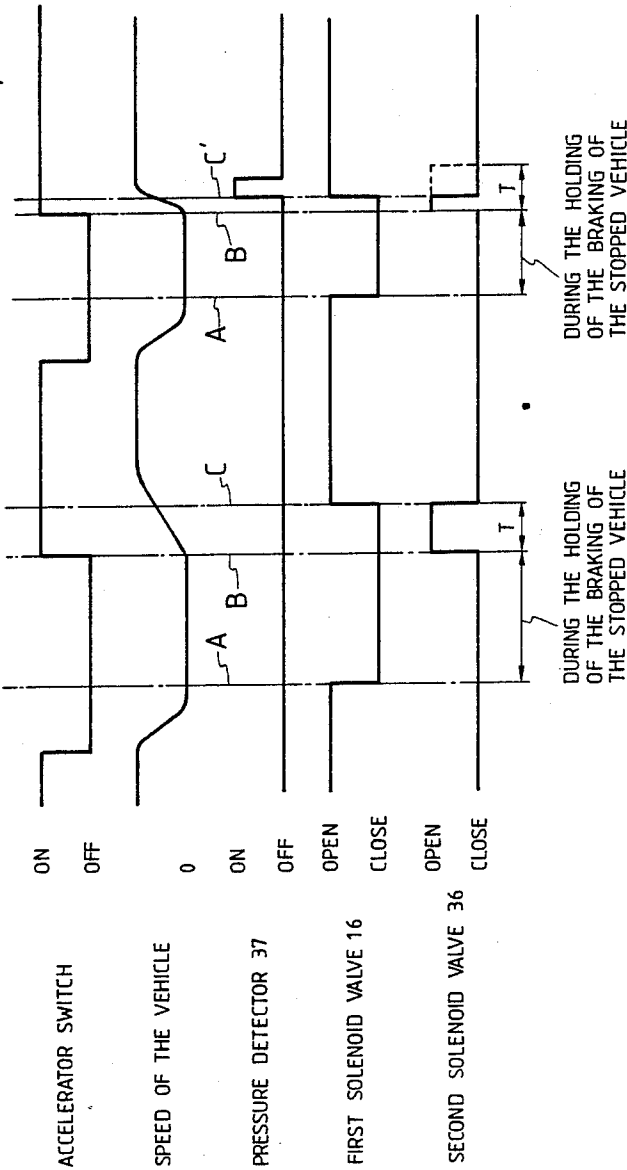 ACCELERATOR SWITCH
ON
OFF
SPEED OF THE VEHICLE
0
PRESSURE DETECTOR 37
ON
OFF
FIRST SOLENOID VALVE 16
OPEN
CLOSE
SECOND SOLENOID VALVE 36
OPEN
CLOSE
A
B
C
A
B
C'
T
T
DURING THE HOLDING
OF THE BRAKING OF
THE STOPPED VEHICLE
DURING THE HOLDING
OF THE BRAKING OF
THE STOPPED VEHICLE